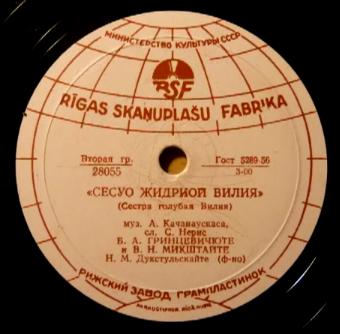 МИНИСТЕРСТВО КУЛЬТУРЫ СССР
RSF
RĪGAS SKAŅUPLAŠU FABRIKA
Вторая гр. Гост 5289-56
28055 3-00
«СЕСУО ЖИДРИОЙ ВИЛИЯ»
(Сестра голубая Вилия)
муз. А. Качанаускаса,
сл. С. Нерис
Б. А. ГРИНЦЕВИЧЮТЕ
и В. Н. МИКШТАЙТЕ
Н. М. Дукстульскайте (ф-но)
РИЖСКИЙ ЗАВОД ГРАМПЛАСТИНОК